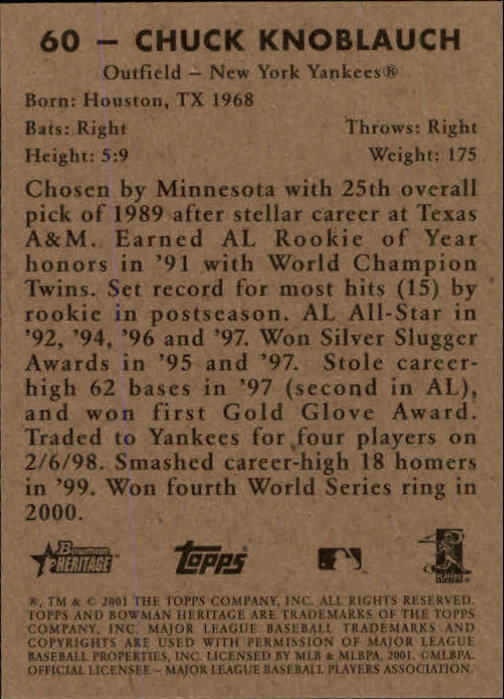 60 – CHUCK KNOBLAUCH
Outfield – New York Yankees®
Born: Houston, TX 1968
Bats: Right Throws: Right
Height: 5:9 Weight: 175
Chosen by Minnesota with 25th overall
pick of 1989 after stellar career at Texas
A&M. Earned AL Rookie of Year
honors in '91 with World Champion
Twins. Set record for most hits (15) by
rookie in postseason. AL All-Star in
'92, '94, '96 and '97. Won Silver Slugger
Awards in '95 and '97. Stole career-
high 62 bases in '97 (second in AL),
and won first Gold Glove Award.
Traded to Yankees for four players on
2/6/98. Smashed career-high 18 homers
in '99. Won fourth World Series ring in
2000.
Bowman
HERITAGE
TOPPS
PLAYERS
®, TM & © 2001 THE TOPPS COMPANY, INC. ALL RIGHTS RESERVED.
TOPPS AND BOWMAN HERITAGE ARE TRADEMARKS OF THE TOPPS
COMPANY, INC. MAJOR LEAGUE BASEBALL TRADEMARKS AND
COPYRIGHTS ARE USED WITH PERMISSION OF MAJOR LEAGUE
BASEBALL PROPERTIES, INC. LICENSED BY MLB & MLBPA, 2001. ©MLBPA.
OFFICIAL LICENSEE – MAJOR LEAGUE BASEBALL PLAYERS ASSOCIATION.